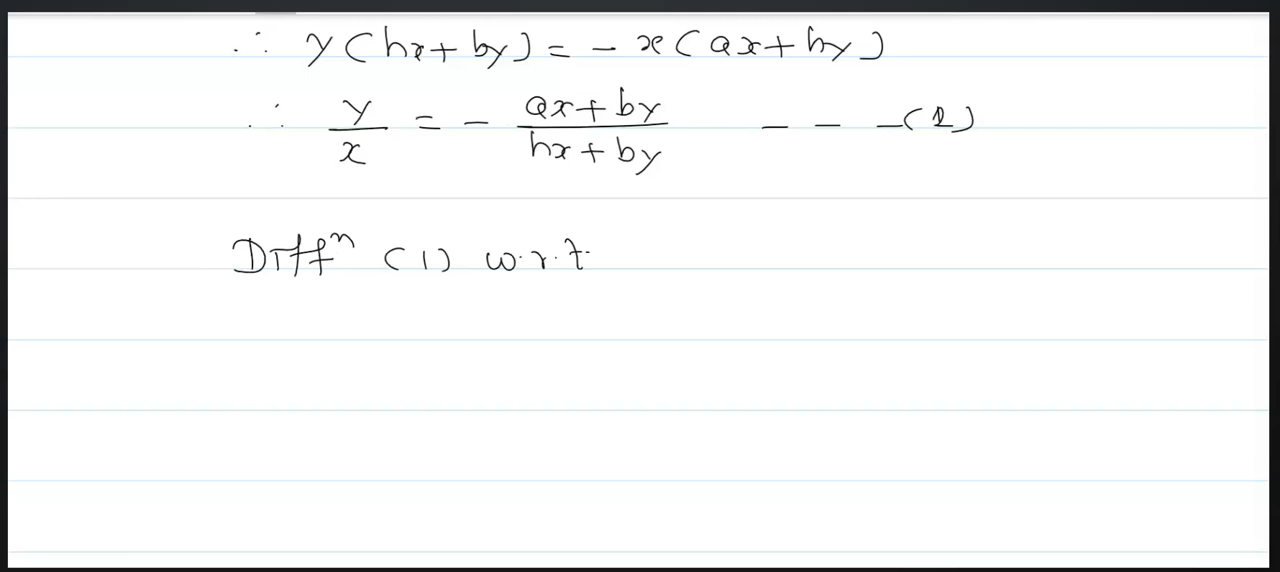 ∴ y(hx + by) = - x(ax + hy)
∴ y/x = - (ax + by)/(hx + by) - - -(2)
Diffⁿ (1) w.r.t.